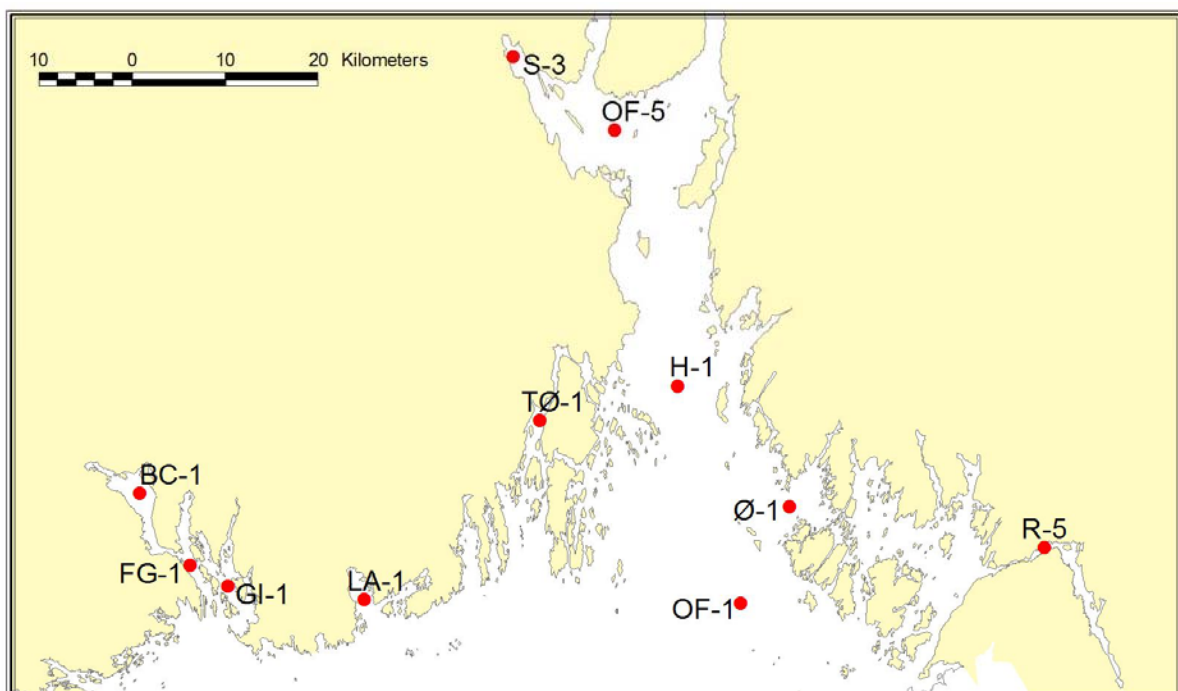 10 0 10 20 Kilometers
S-3
OF-5
H-1
TØ-1
BC-1
Ø-1
R-5
FG-1
GI-1
LA-1
OF-1